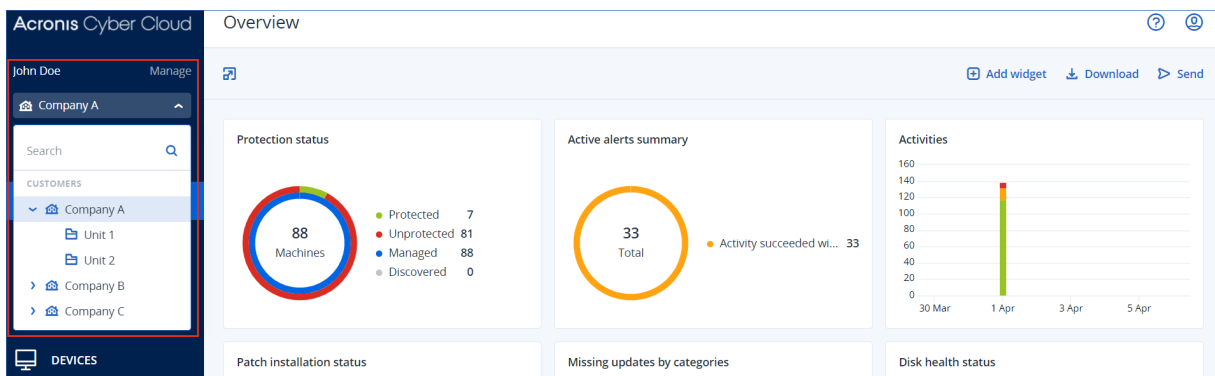 Acronis Cyber Cloud
Overview
John Doe
Manage
Add widget
Download
Send
Company A
Search
CUSTOMERS
Company A
Unit 1
Unit 2
Company B
Company C
DEVICES
Protection status
88
Machines
Protected 7
Unprotected 81
Managed 88
Discovered 0
Active alerts summary
33
Total
Activity succeeded wi... 33
Activities
160
140
120
100
80
60
40
20
0
30 Mar 1 Apr 3 Apr 5 Apr
Patch installation status
Missing updates by categories
Disk health status